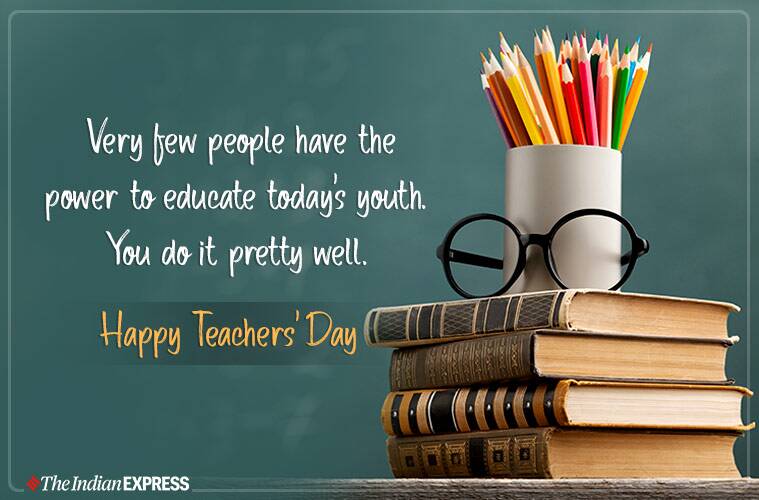 Very few people have the
power to educate today's youth.
You do it pretty well.
Happy Teachers' Day
The Indian EXPRESS